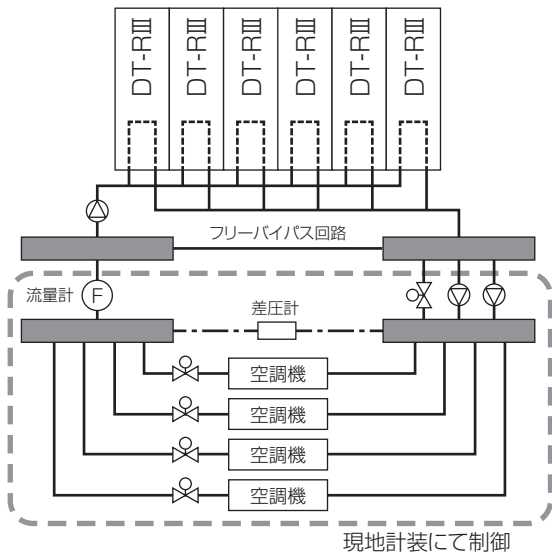 DT-RⅢ
DT-RⅢ
DT-RⅢ
DT-RⅢ
DT-RⅢ
DT-RⅢ
フリーバイパス回路
流量計
F
差圧計
空調機
空調機
空調機
空調機
現地計装にて制御